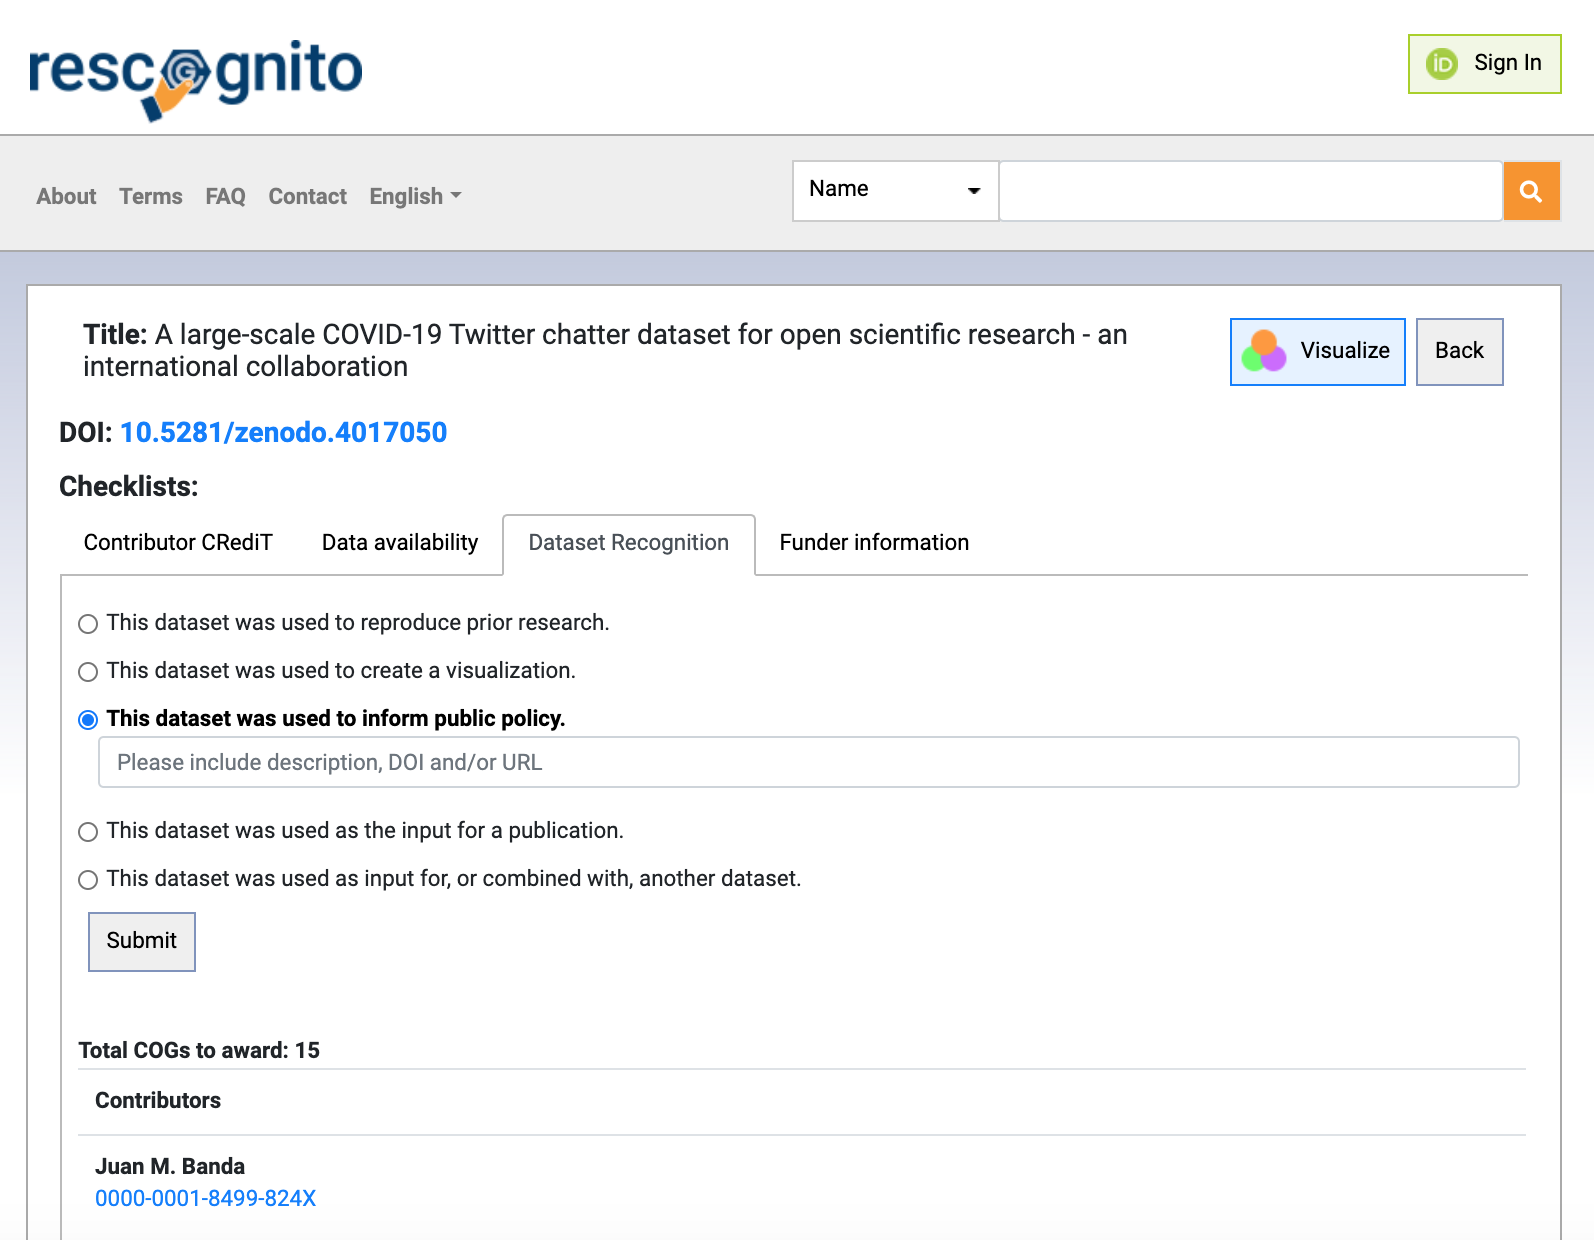 rescognito
iD Sign In
About Terms FAQ Contact English
Name
Title: A large-scale COVID-19 Twitter chatter dataset for open scientific research - an
international collaboration
Visualize
Back
DOI: 10.5281/zenodo.4017050
Checklists:
Contributor CRediT Data availability Dataset Recognition Funder information
This dataset was used to reproduce prior research.
This dataset was used to create a visualization.
This dataset was used to inform public policy.
Please include description, DOI and/or URL
This dataset was used as the input for a publication.
This dataset was used as input for, or combined with, another dataset.
Submit
Total COGs to award: 15
Contributors
Juan M. Banda
0000-0001-8499-824X